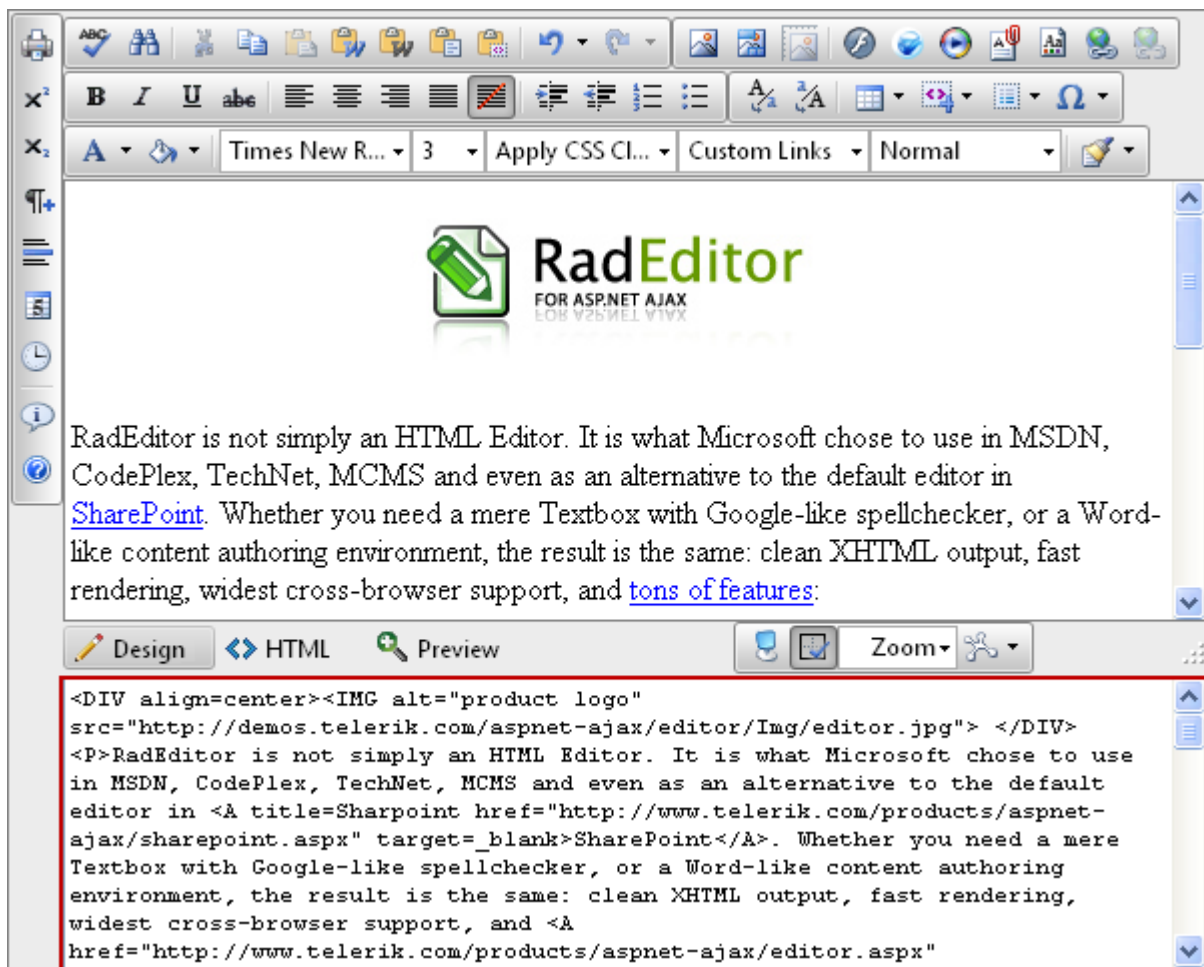 ABC
B I U abc
Times New R... 3 Apply CSS Cl... Custom Links Normal
RadEditor
FOR ASP.NET AJAX
RadEditor is not simply an HTML Editor. It is what Microsoft chose to use in MSDN,
CodePlex, TechNet, MCMS and even as an alternative to the default editor in
SharePoint. Whether you need a mere Textbox with Google-like spellchecker, or a Word-
like content authoring environment, the result is the same: clean XHTML output, fast
rendering, widest cross-browser support, and tons of features:
Design HTML Preview Zoom
<DIV align=center><IMG alt="product logo"
src="http://demos.telerik.com/aspnet-ajax/editor/Img/editor.jpg"> </DIV>
<P>RadEditor is not simply an HTML Editor. It is what Microsoft chose to use
in MSDN, CodePlex, TechNet, MCMS and even as an alternative to the default
editor in <A title=Sharpoint href="http://www.telerik.com/products/aspnet-
ajax/sharepoint.aspx" target=_blank>SharePoint</A>. Whether you need a mere
Textbox with Google-like spellchecker, or a Word-like content authoring
environment, the result is the same: clean XHTML output, fast rendering,
widest cross-browser support, and <A
href="http://www.telerik.com/products/aspnet-ajax/editor.aspx"